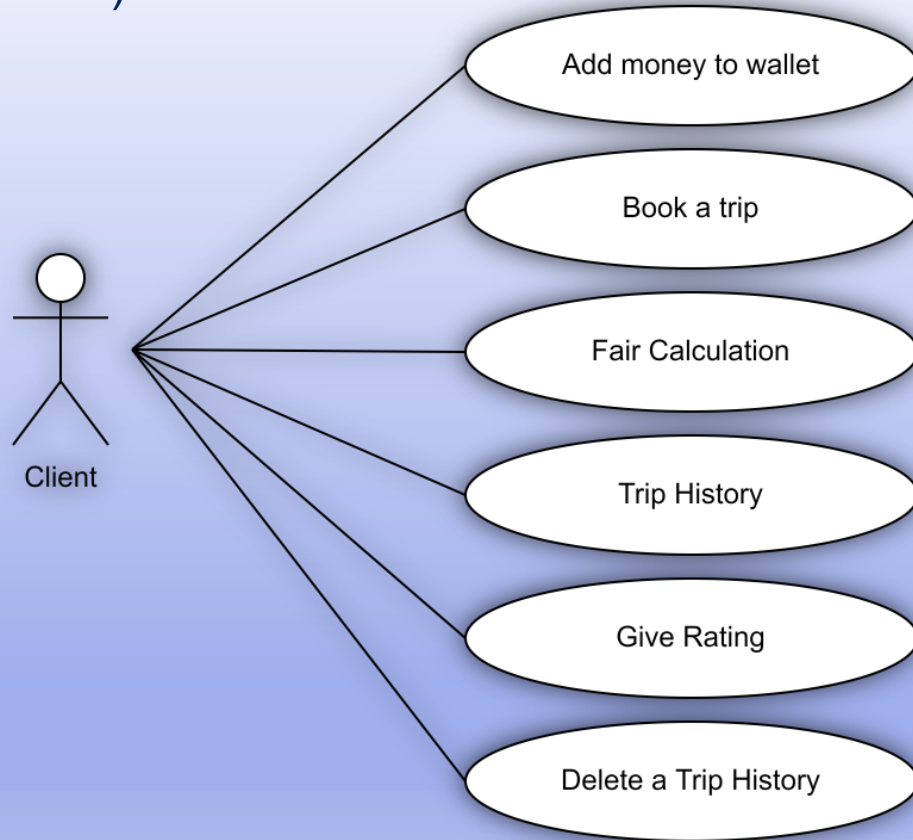 )
Add money to wallet
Book a trip
Fair Calculation
Client
Trip History
Give Rating
Delete a Trip History